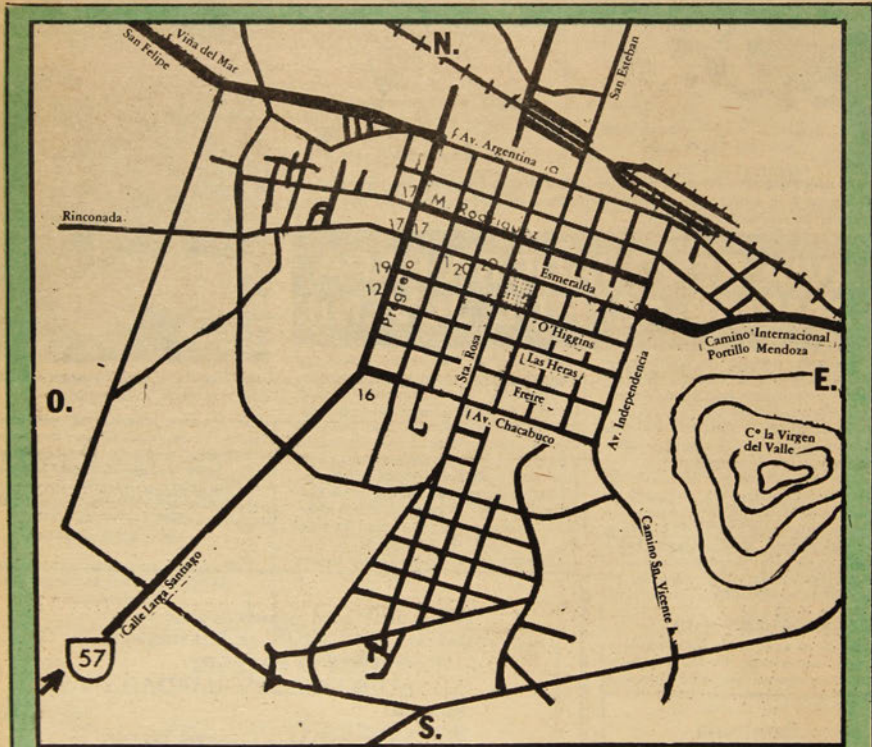 N.
Viña del Mar
San Felipe
San Esteban
Av. Argentina
17
M. Rodriguez
Rinconada
17
17
19
1
20
20
Esmeralda
12
Progreso
O'Higgins
Camino Internacional
Portillo Mendoza
Sta. Rosa
Las Heras
E.
16
Freire
Av. Independencia
O.
Av. Chacabuco
C° la Virgen
del Valle
Camino Sn. Vicente
Calle Larga Santiago
57
S.